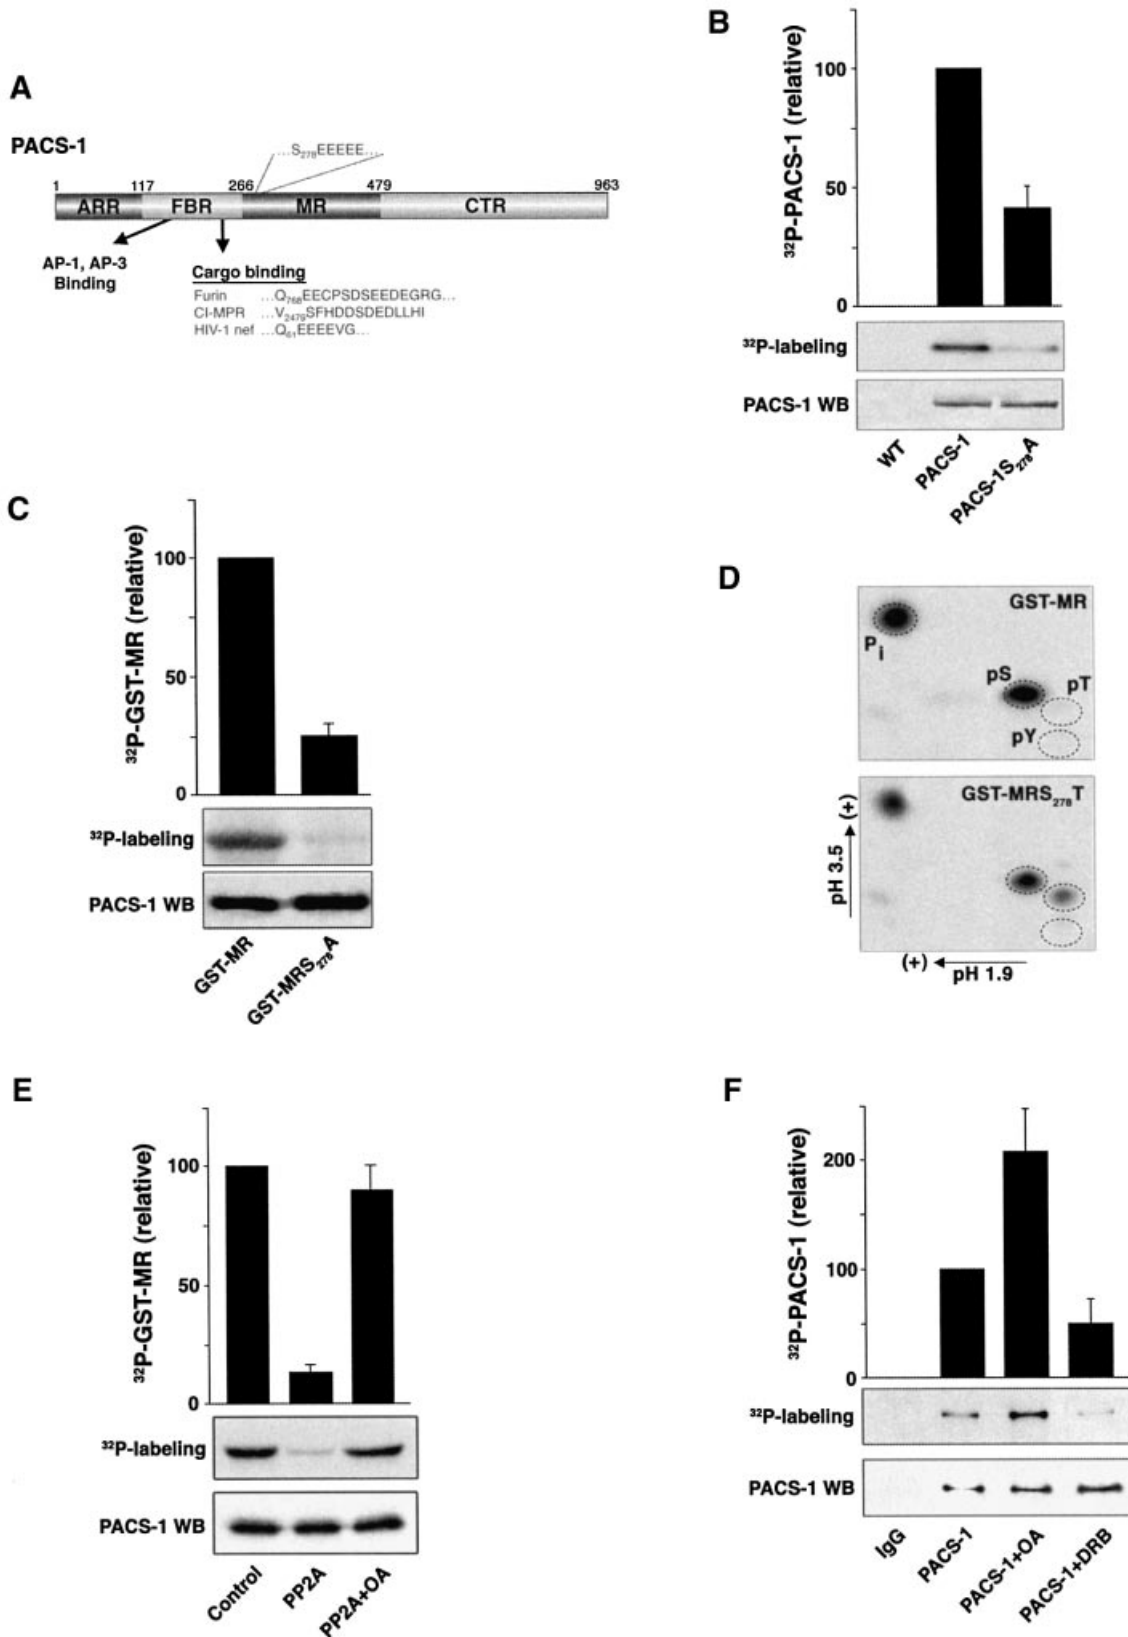 A
PACS-1
...S278EEEEE...
1 117 266 479 963
ARR FBR MR CTR
AP-1, AP-3
Binding
Cargo binding
Furin ...Q768EECPSDSEEDEGRG...
CI-MPR ...V2479SFHDDSDEDLLHI
HIV-1 nef ...Q61EEEEVG...
B
32P-PACS-1 (relative)
100
50
0
32P-labeling
PACS-1 WB
WT
PACS-1
PACS-1S278A
C
32P-GST-MR (relative)
100
50
0
32P-labeling
PACS-1 WB
GST-MR
GST-MRS278A
D
GST-MR
Pi
pS
pT
pY
GST-MRS278T
pH 3.5 (+)
(+) pH 1.9
E
32P-GST-MR (relative)
100
50
0
32P-labeling
PACS-1 WB
Control
PP2A
PP2A+OA
F
32P-PACS-1 (relative)
200
100
0
32P-labeling
PACS-1 WB
IgG
PACS-1
PACS-1+OA
PACS-1+DRB